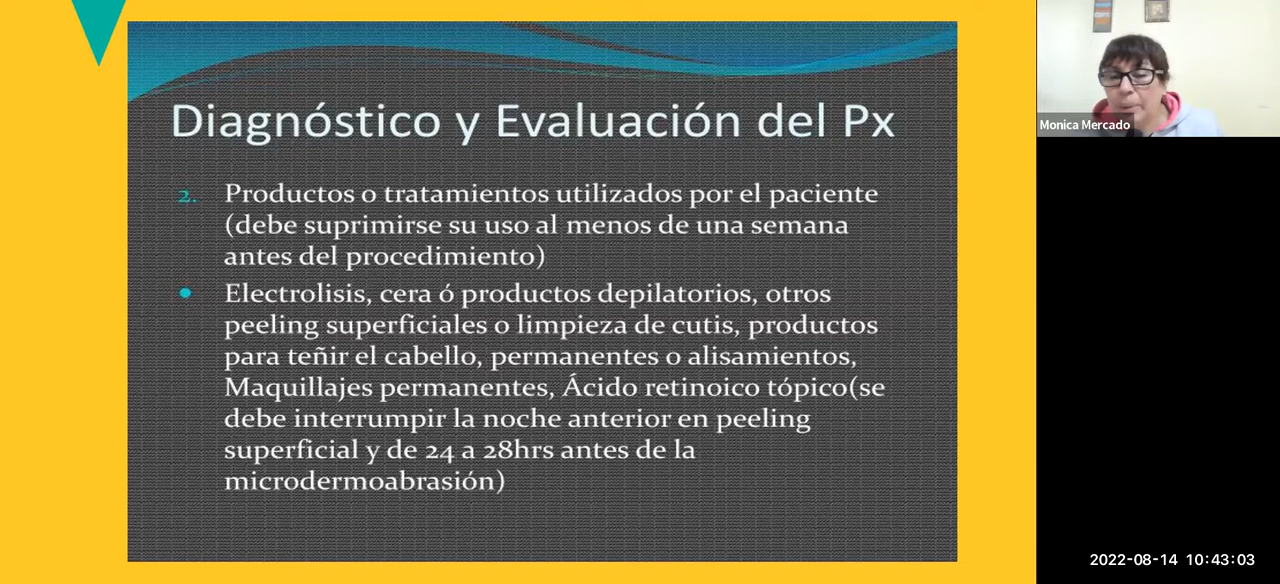 Diagnóstico y Evaluación del Px
2. Productos o tratamientos utilizados por el paciente
(debe suprimirse su uso al menos de una semana
antes del procedimiento)
• Electrolisis, cera ó productos depilatorios, otros
peeling superficiales o limpieza de cutis, productos
para teñir el cabello, permanentes o alisamientos,
Maquillajes permanentes, Ácido retinoico tópico(se
debe interrumpir la noche anterior en peeling
superficial y de 24 a 28hrs antes de la
microdermoabrasión)
Monica Mercado
2022-08-14 10:43:03